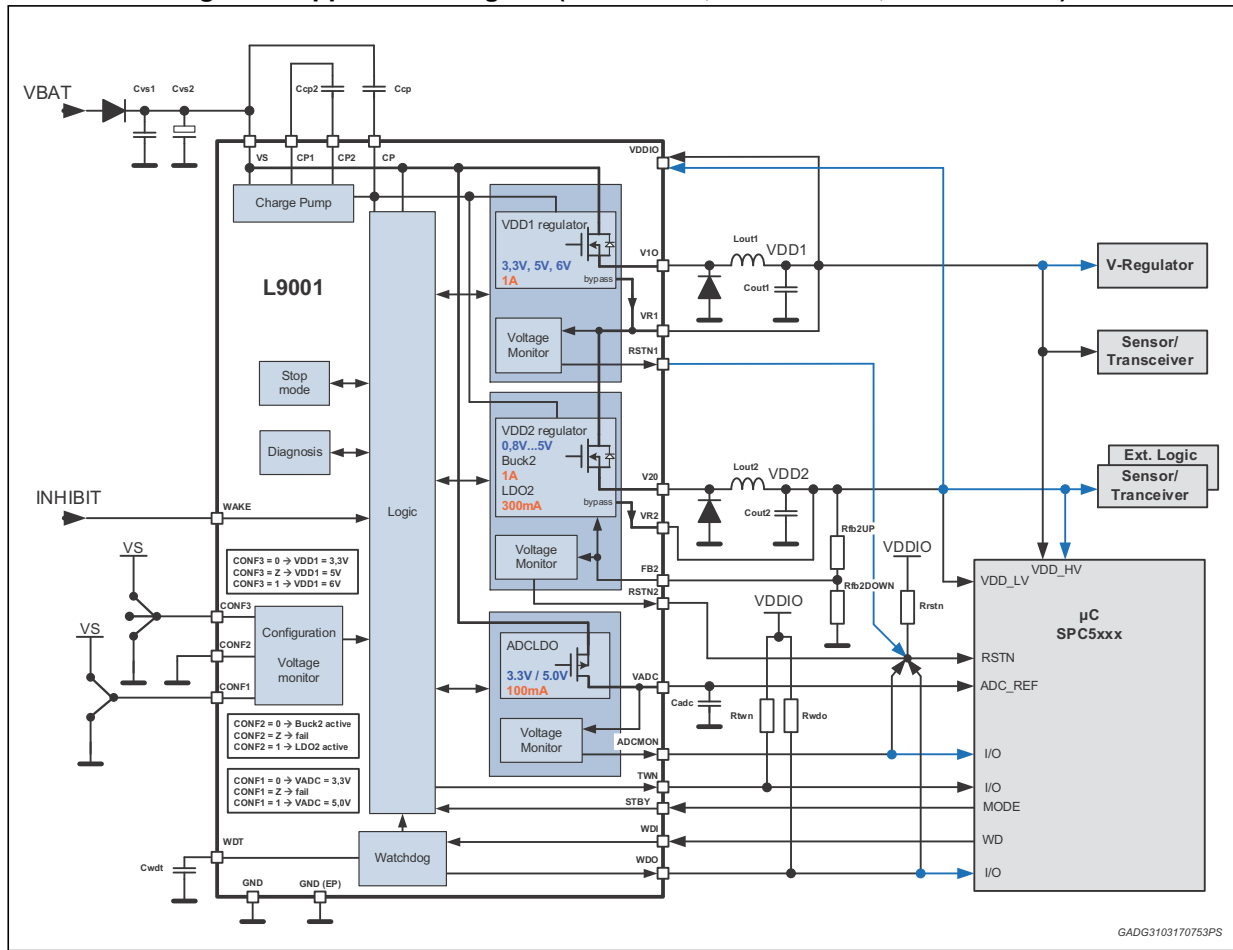 VBAT
Cvs1
Cvs2
Ccp2
Ccp
VS
CP1
CP2
CP
VDDIO
Charge Pump
L9001
VDD1 regulator
3,3V, 5V, 6V
1A
bypass
V1O
Lout1
VDD1
Cout1
V-Regulator
VR1
Voltage
Monitor
RSTN1
Sensor/
Transceiver
Stop
mode
Diagnosis
Logic
VDD2 regulator
0,8V...5V
Buck2
1A
LDO2
300mA
bypass
V20
Lout2
VDD2
Cout2
Ext. Logic
Sensor/
Tranceiver
INHIBIT
WAKE
VR2
Rfb2UP
VDDIO
Voltage
Monitor
FB2
Rfb2DOWN
RSTN2
VDDIO
Rrstn
VDD_HV
VDD_LV
µC
SPC5xxx
VS
CONF3 = 0 → VDD1 = 3,3V
CONF3 = Z → VDD1 = 5V
CONF3 = 1 → VDD1 = 6V
CONF3
VS
CONF2
CONF1
Configuration
Voltage
monitor
ADCLDO
3.3V / 5.0V
100mA
VADC
Cadc
Rtwn
Rwdo
RSTN
ADC_REF
CONF2 = 0 → Buck2 active
CONF2 = Z → fail
CONF2 = 1 → LDO2 active
Voltage
Monitor
ADCMON
I/O
CONF1 = 0 → VADC = 3,3V
CONF1 = Z → fail
CONF1 = 1 → VADC = 5,0V
TWN
I/O
STBY
MODE
WDT
Cwdt
Watchdog
WDI
WD
WDO
I/O
GND
GND (EP)
GADG3103170753PS